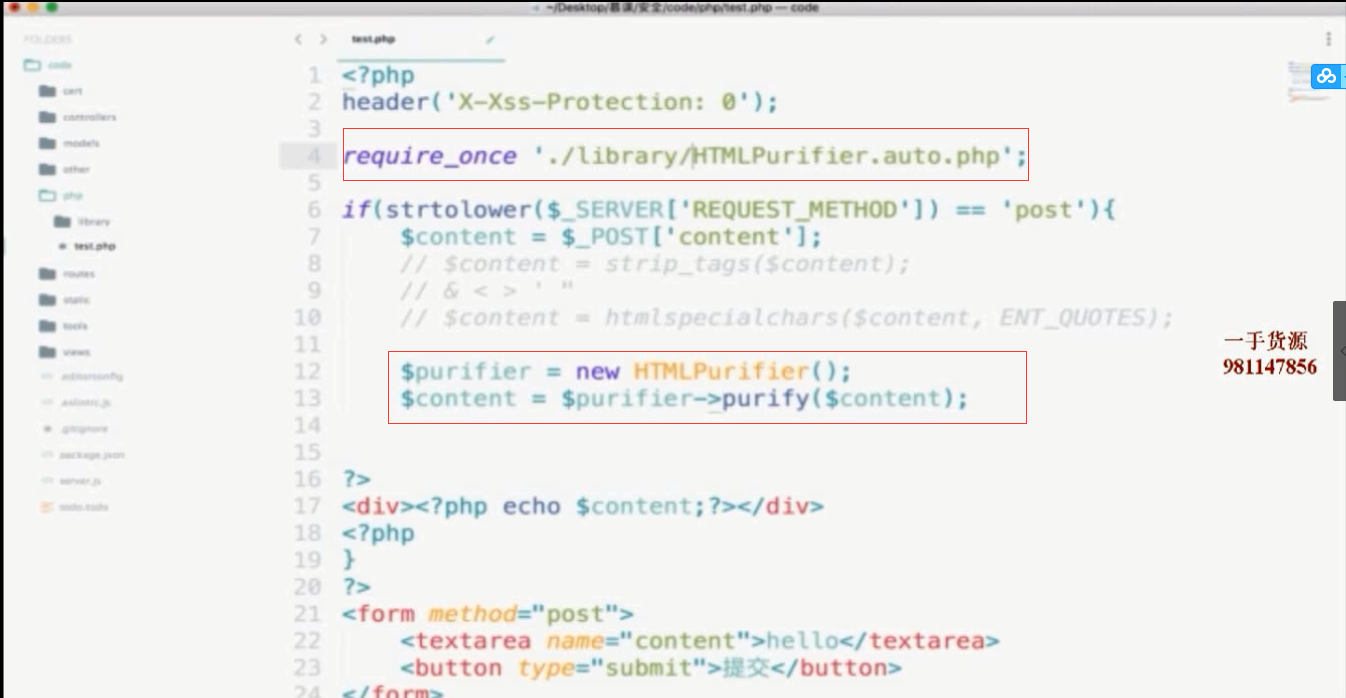 ~/Desktop/慕课/安全/code/php/test.php — code
FOLDERS
code
cert
controllers
models
other
php
library
test.php
routes
static
tools
views
.editorconfig
.eslintrc.js
.gitignore
package.json
server.js
test.php
1 <?php
2 header('X-Xss-Protection: 0');
3
4 require_once './library/HTMLPurifier.auto.php';
5
6 if(strtolower($_SERVER['REQUEST_METHOD']) == 'post'){
7 $content = $_POST['content'];
8 // $content = strip_tags($content);
9 // & < > ' "
10 // $content = htmlspecialchars($content, ENT_QUOTES);
11
12 $purifier = new HTMLPurifier();
13 $content = $purifier->purify($content);
14
15
16 ?>
17 <div><?php echo $content;?></div>
18 <?php
19 }
20 ?>
21 <form method="post">
22 <textarea name="content">hello</textarea>
23 <button type="submit">提交</button>
24 </form>
一手货源
981147856